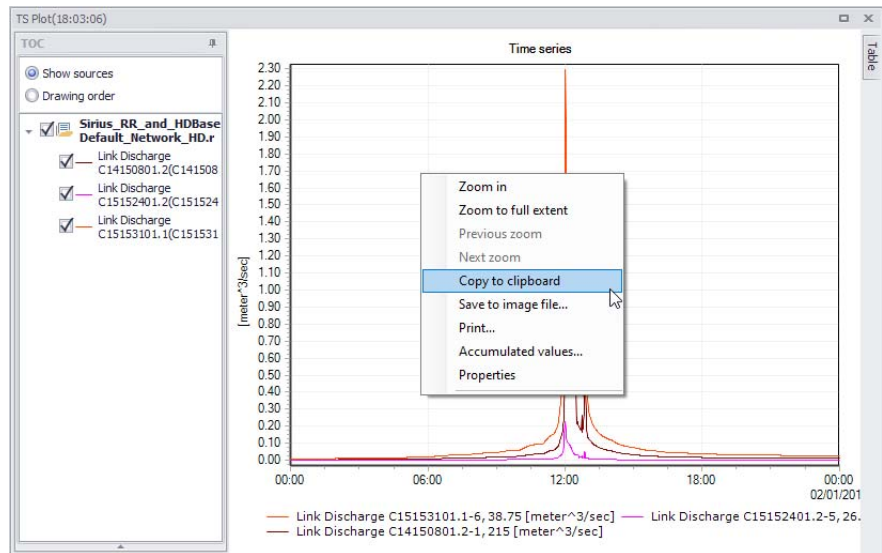 TS Plot(18:03:06)
TOC
Show sources
Drawing order
Sirius_RR_and_HDBase
Default_Network_HD.r
Link Discharge
C14150801.2(C141508
Link Discharge
C15152401.2(C151524
Link Discharge
C15153101.1(C151531
Time series
Table
2.30
2.20
2.10
2.00
1.90
1.80
1.70
1.60
1.50
1.40
1.30
1.20
1.10
1.00
0.90
0.80
0.70
0.60
0.50
0.40
0.30
0.20
0.10
0.00
[meter^3/sec]
Zoom in
Zoom to full extent
Previous zoom
Next zoom
Copy to clipboard
Save to image file...
Print...
Accumulated values...
Properties
00:00 06:00 12:00 18:00 00:00
02/01/201
Link Discharge C15153101.1-6, 38.75 [meter^3/sec] Link Discharge C15152401.2-5, 26.
Link Discharge C14150801.2-1, 215 [meter^3/sec]